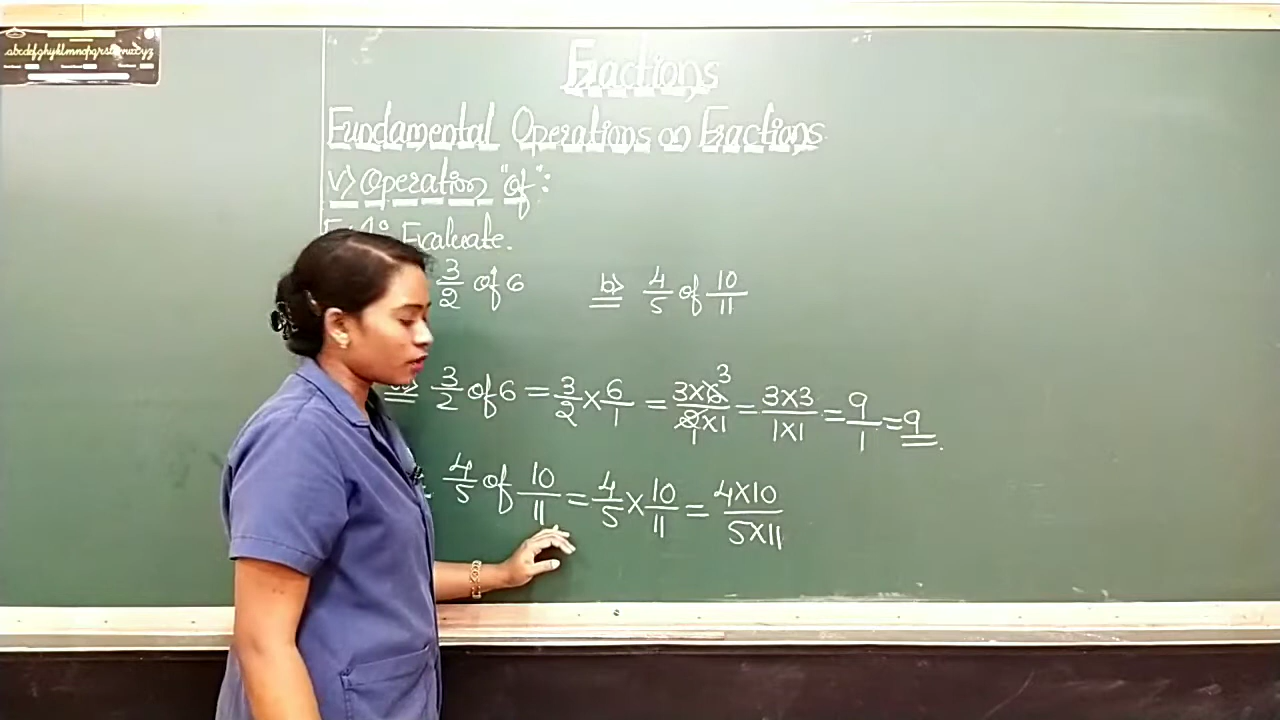 abcdefghijklmnopqrstuvwxyz
Fractions
Fundamental Operations on Fractions
v) Operation "of":
Evaluate.
3/2 of 6 b) 4/5 of 10/11
3/2 of 6 = 3/2 × 6/1 = 3×6 3/2×1 1 = 3×3/1×1 = 9/1 = 9.
4/5 of 10/11 = 4/5 × 10/11 = 4×10/5×11